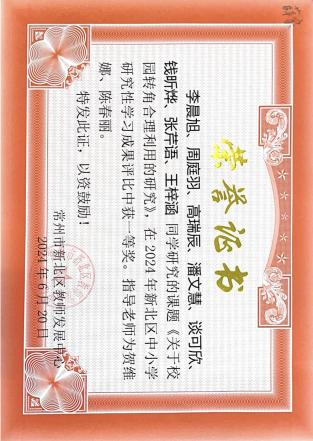 荣誉证书
李晨旭、周庭羽、高瑞辰、潘文慧、谈可欣、
钱昕烨、张芹语、王梓涵 同学研究的课题《关于校
园转角合理利用的研究》，在2024年新北区中小学
研究性学习成果评比中获一等奖。指导老师为贺维
娜、陈春丽。
特发此证，以资鼓励！
常州市新北区教师发展中心
2024年6月20日